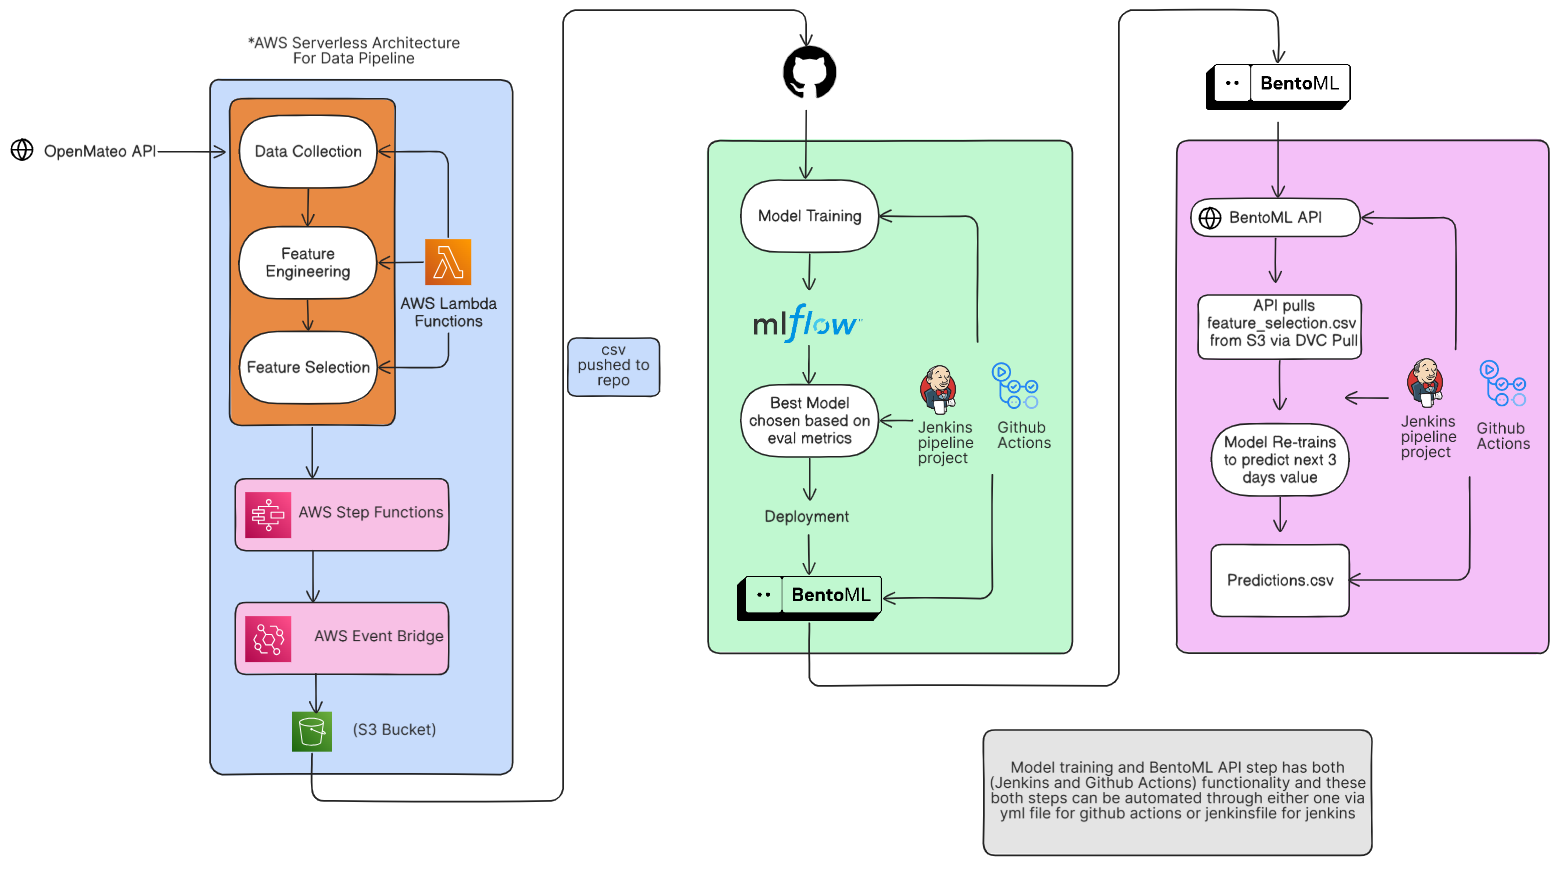 *AWS Serverless Architecture
For Data Pipeline
OpenMateo API
Data Collection
Feature
Engineering
Feature Selection
AWS Lambda
Functions
AWS Step Functions
AWS Event Bridge
(S3 Bucket)
csv
pushed to
repo
Model Training
mlflow
Best Model
chosen based on
eval metrics
Jenkins
pipeline
project
Github
Actions
Deployment
BentoML
BentoML
BentoML API
API pulls
feature_selection.csv
from S3 via DVC Pull
Model Re-trains
to predict next 3
days value
Jenkins
pipeline
project
Github
Actions
Predictions.csv
Model training and BentoML API step has both
(Jenkins and Github Actions) functionality and these
both steps can be automated through either one via
yml file for github actions or jenkinsfile for jenkins